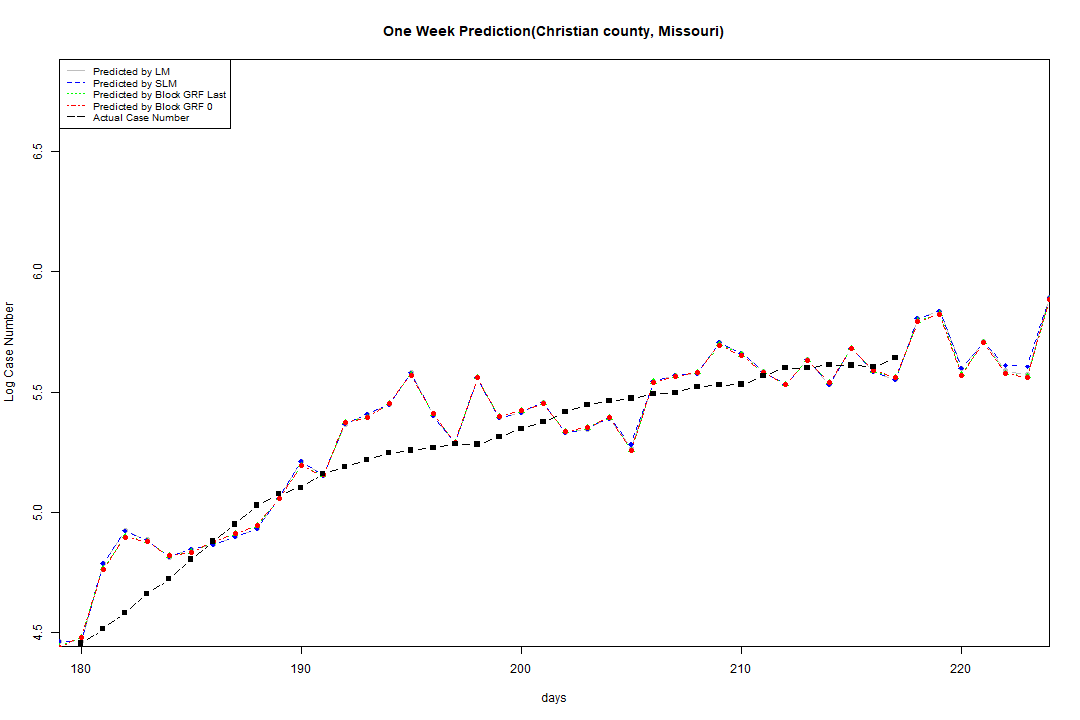 One Week Prediction(Christian county, Missouri)
Predicted by LM
Predicted by SLM
Predicted by Block GRF Last
Predicted by Block GRF 0
Actual Case Number
6.5
6.0
5.5
5.0
4.5
Log Case Number
180 190 200 210 220
days